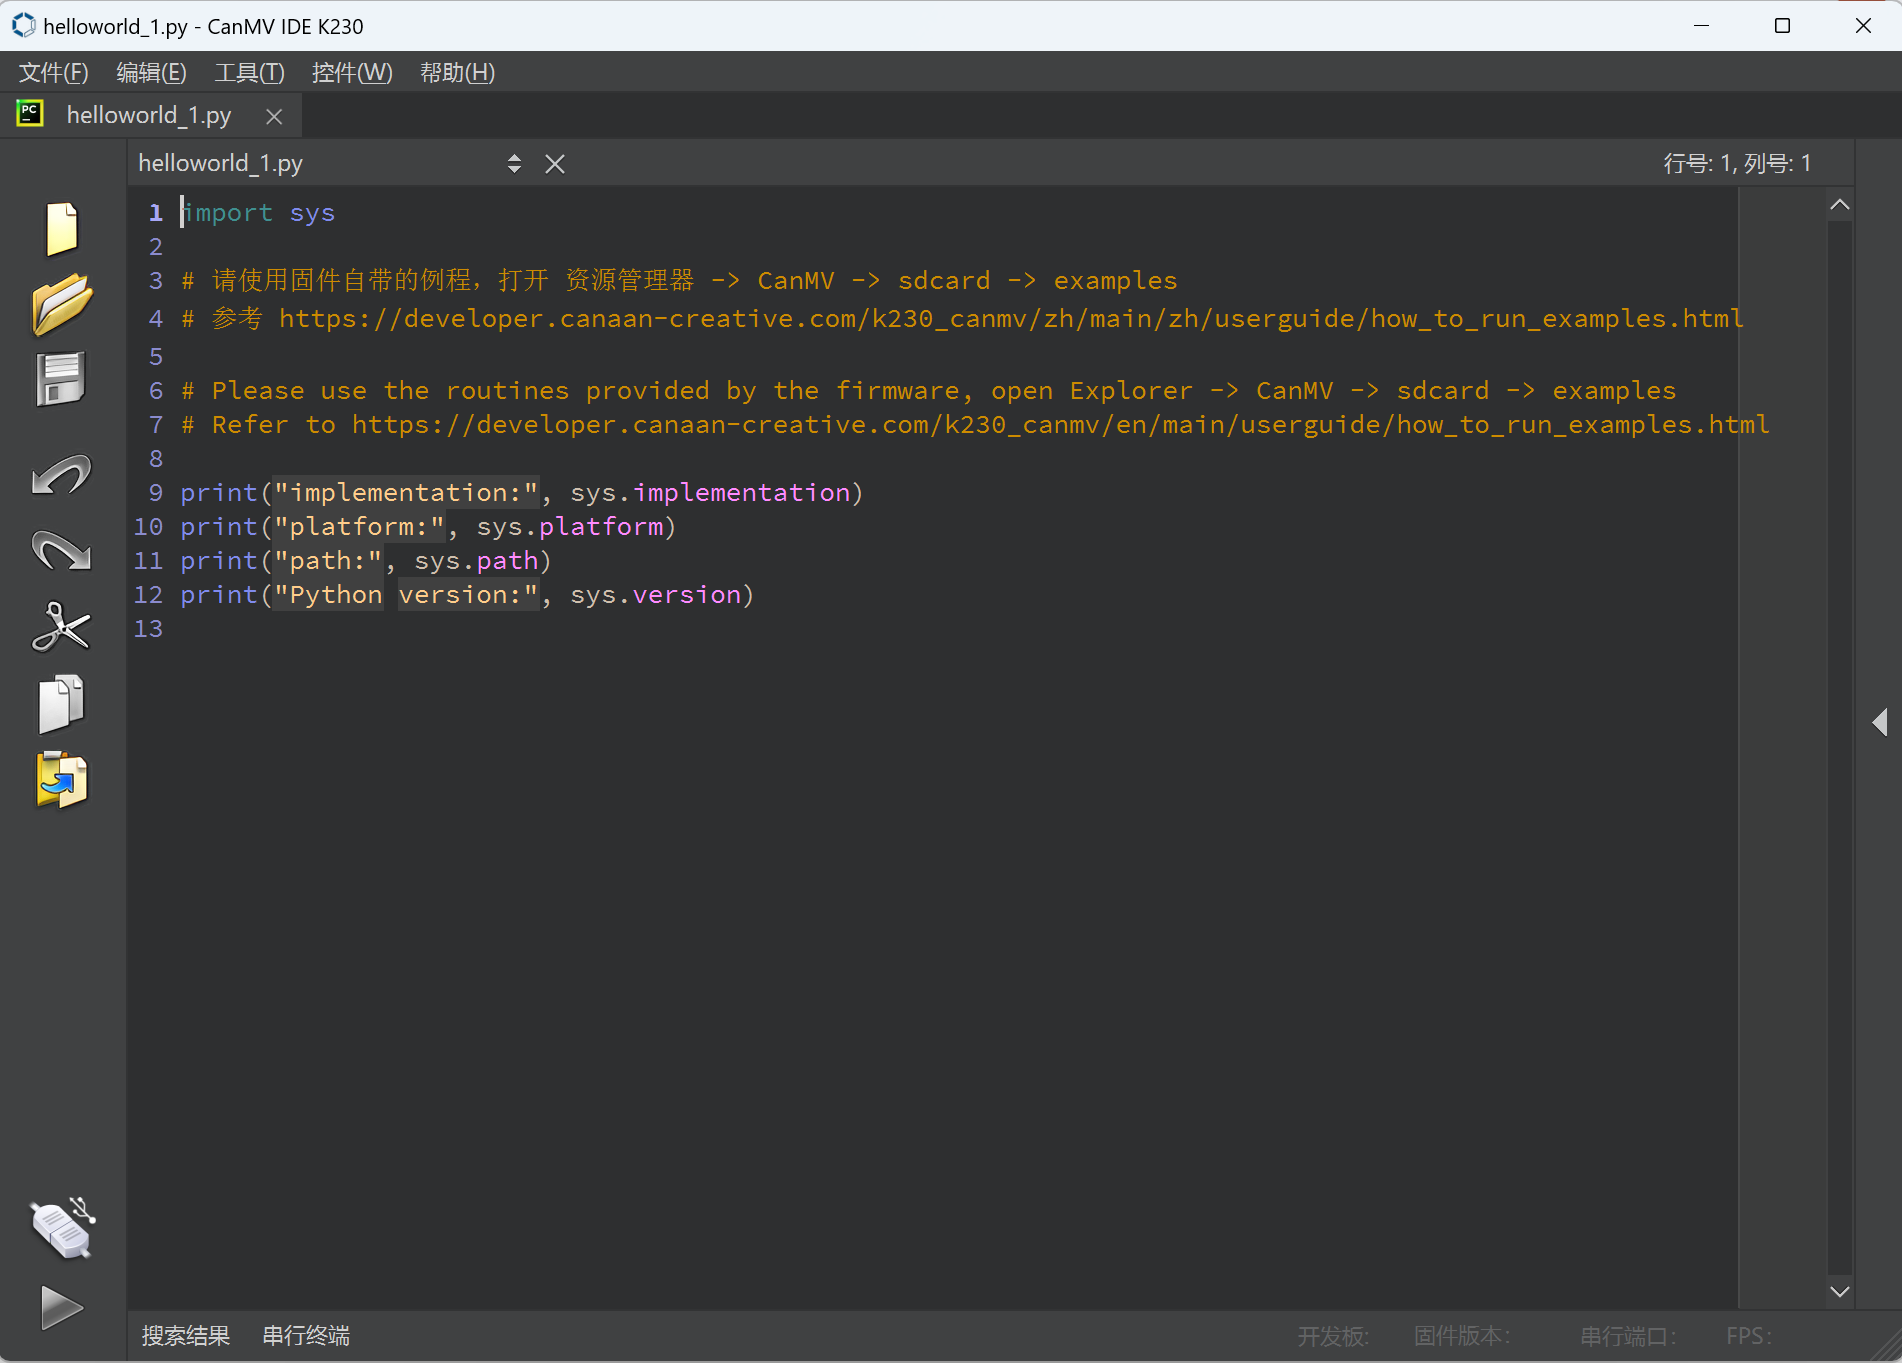 helloworld_1.py - CanMV IDE K230
文件(F) 编辑(E) 工具(T) 控件(W) 帮助(H)
PC helloworld_1.py
helloworld_1.py 行号: 1, 列号: 1
1 import sys
2
3 # 请使用固件自带的例程，打开 资源管理器 -> CanMV -> sdcard -> examples
4 # 参考 https://developer.canaan-creative.com/k230_canmv/zh/main/zh/userguide/how_to_run_examples.html
5
6 # Please use the routines provided by the firmware, open Explorer -> CanMV -> sdcard -> examples
7 # Refer to https://developer.canaan-creative.com/k230_canmv/en/main/userguide/how_to_run_examples.html
8
9 print("implementation:", sys.implementation)
10 print("platform:", sys.platform)
11 print("path:", sys.path)
12 print("Python version:", sys.version)
13
搜索结果 串行终端 开发板: 固件版本: 串行端口: FPS: